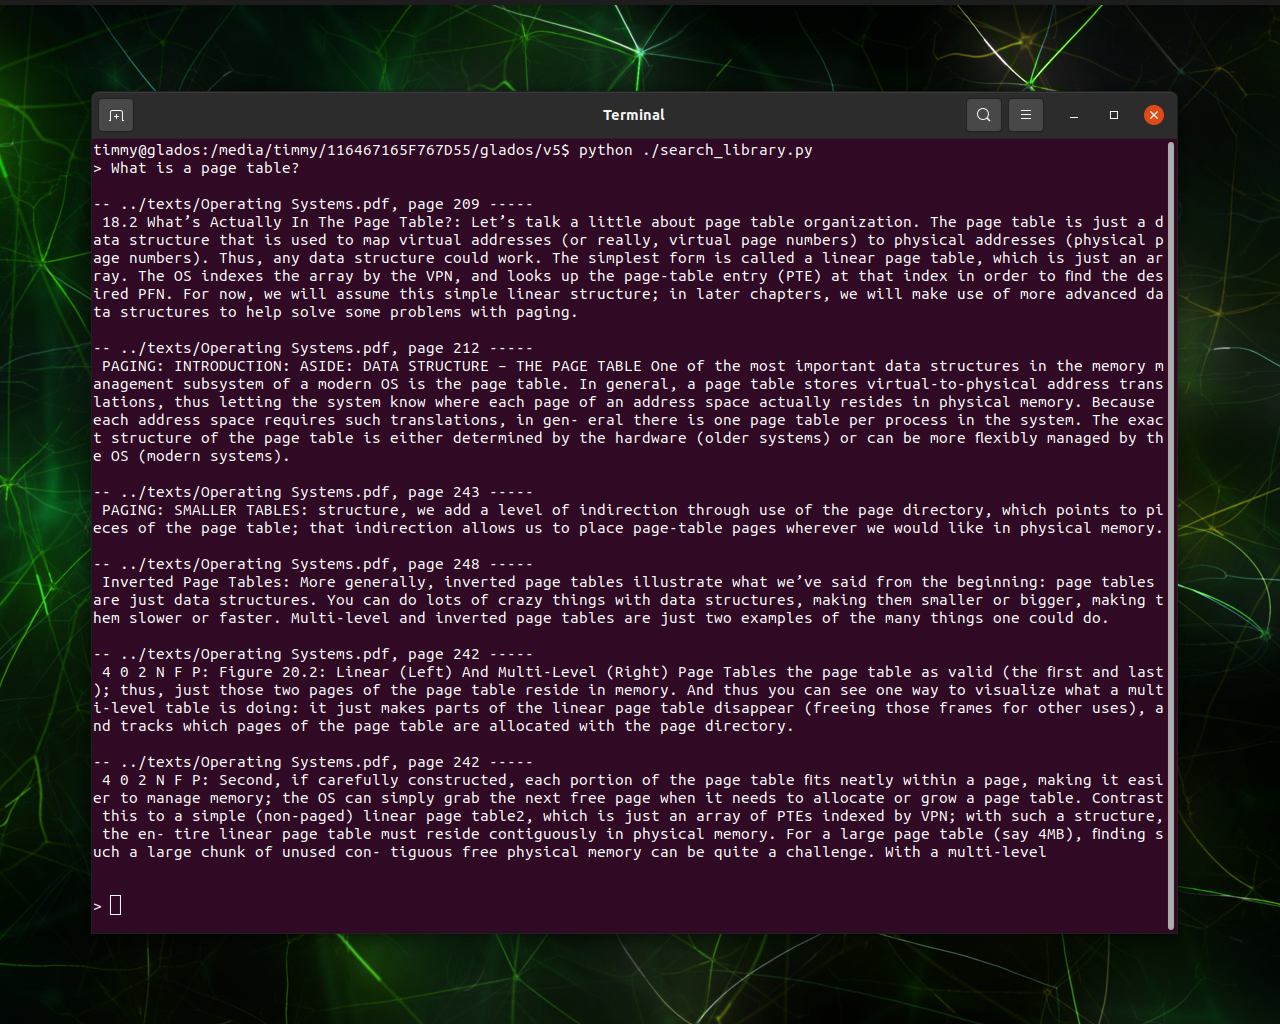 Terminal
timmy@glados:/media/timmy/116467165F767D55/glados/v5$ python ./search_library.py
> What is a page table?
-- ../texts/Operating Systems.pdf, page 209 -----
18.2 What’s Actually In The Page Table?: Let’s talk a little about page table organization. The page table is just a d
ata structure that is used to map virtual addresses (or really, virtual page numbers) to physical addresses (physical p
age numbers). Thus, any data structure could work. The simplest form is called a linear page table, which is just an ar
ray. The OS indexes the array by the VPN, and looks up the page-table entry (PTE) at that index in order to find the des
ired PFN. For now, we will assume this simple linear structure; in later chapters, we will make use of more advanced da
ta structures to help solve some problems with paging.
-- ../texts/Operating Systems.pdf, page 212 -----
PAGING: INTRODUCTION: ASIDE: DATA STRUCTURE – THE PAGE TABLE One of the most important data structures in the memory m
anagement subsystem of a modern OS is the page table. In general, a page table stores virtual-to-physical address trans
lations, thus letting the system know where each page of an address space actually resides in physical memory. Because
each address space requires such translations, in gen- eral there is one page table per process in the system. The exac
t structure of the page table is either determined by the hardware (older systems) or can be more flexibly managed by th
e OS (modern systems).
-- ../texts/Operating Systems.pdf, page 243 -----
PAGING: SMALLER TABLES: structure, we add a level of indirection through use of the page directory, which points to pi
eces of the page table; that indirection allows us to place page-table pages wherever we would like in physical memory.
-- ../texts/Operating Systems.pdf, page 248 -----
Inverted Page Tables: More generally, inverted page tables illustrate what we’ve said from the beginning: page tables
are just data structures. You can do lots of crazy things with data structures, making them smaller or bigger, making t
hem slower or faster. Multi-level and inverted page tables are just two examples of the many things one could do.
-- ../texts/Operating Systems.pdf, page 242 -----
4 0 2 N F P: Figure 20.2: Linear (Left) And Multi-Level (Right) Page Tables the page table as valid (the first and last
); thus, just those two pages of the page table reside in memory. And thus you can see one way to visualize what a mult
i-level table is doing: it just makes parts of the linear page table disappear (freeing those frames for other uses), a
nd tracks which pages of the page table are allocated with the page directory.
-- ../texts/Operating Systems.pdf, page 242 -----
4 0 2 N F P: Second, if carefully constructed, each portion of the page table fits neatly within a page, making it easi
er to manage memory; the OS can simply grab the next free page when it needs to allocate or grow a page table. Contrast
this to a simple (non-paged) linear page table2, which is just an array of PTEs indexed by VPN; with such a structure,
the en- tire linear page table must reside contiguously in physical memory. For a large page table (say 4MB), finding s
uch a large chunk of unused con- tiguous free physical memory can be quite a challenge. With a multi-level
>